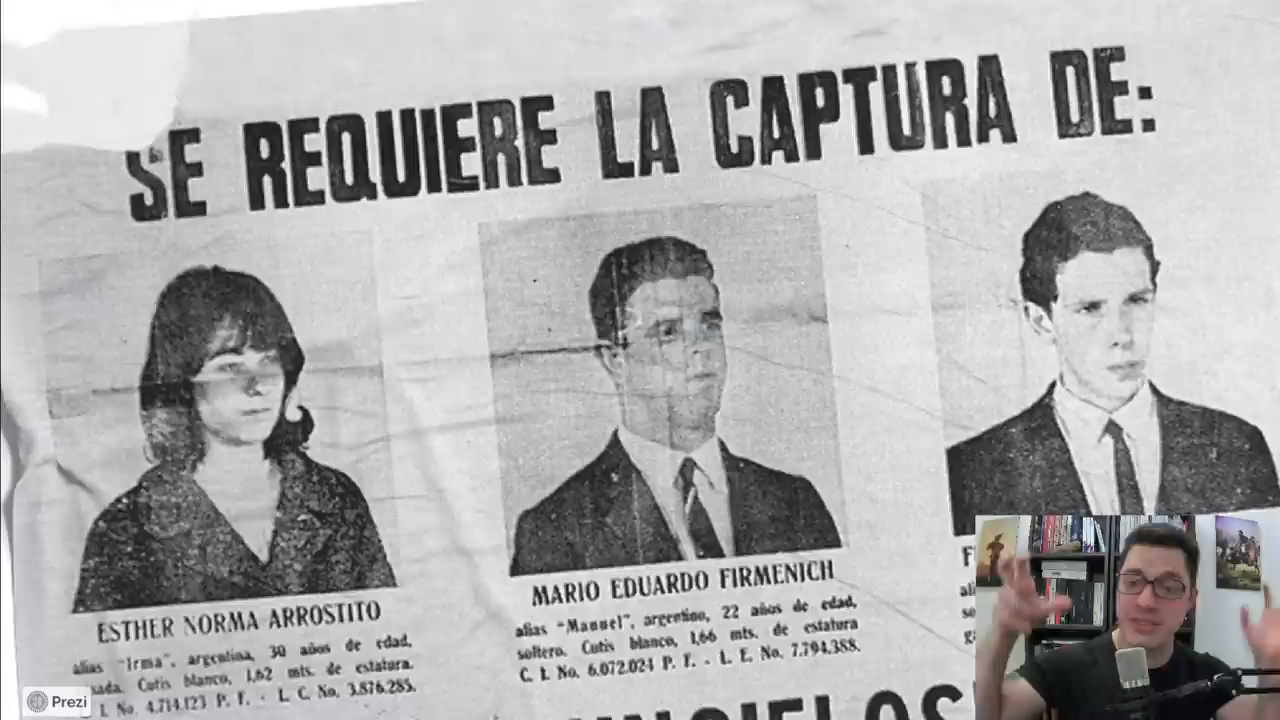 SE REQUIERE LA CAPTURA DE:
ESTHER NORMA ARROSTITO
alias "Irma", argentina, 30 años de edad,
Cutis blanco, 1,62 mts. de estatura.
I. No. 4.714.123 P. F. - L. C. No. 3.876.285.
MARIO EDUARDO FIRMENICH
alias "Manuel", argentino, 22 años de edad,
soltero. Cutis blanco, 1,66 mts. de estatura
C. I. No. 6.072.024 P. F. - L. E. No. 7.794.388.
Prezi